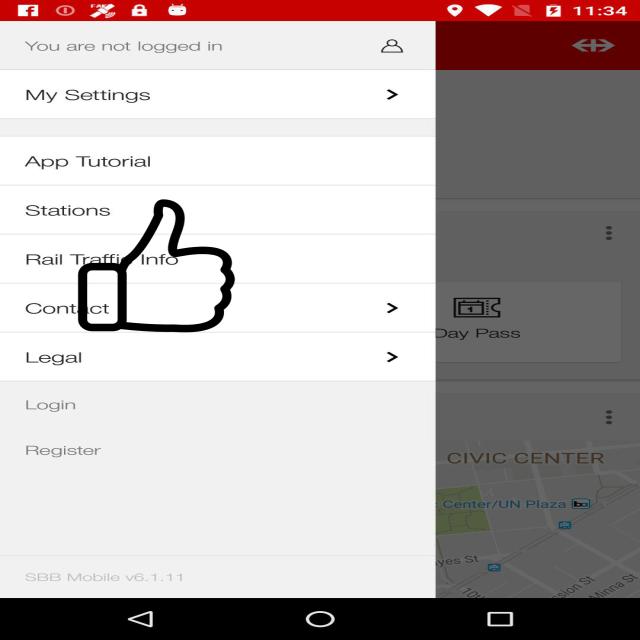 11:34
You are not logged in
My Settings
App Tutorial
Stations
Rail Traffic Info
Contact
Legal
Login
Register
SBB Mobile v6.1.11
Day Pass
CIVIC CENTER
Center/UN Plaza
yes St
10th
ssion St
Minna St